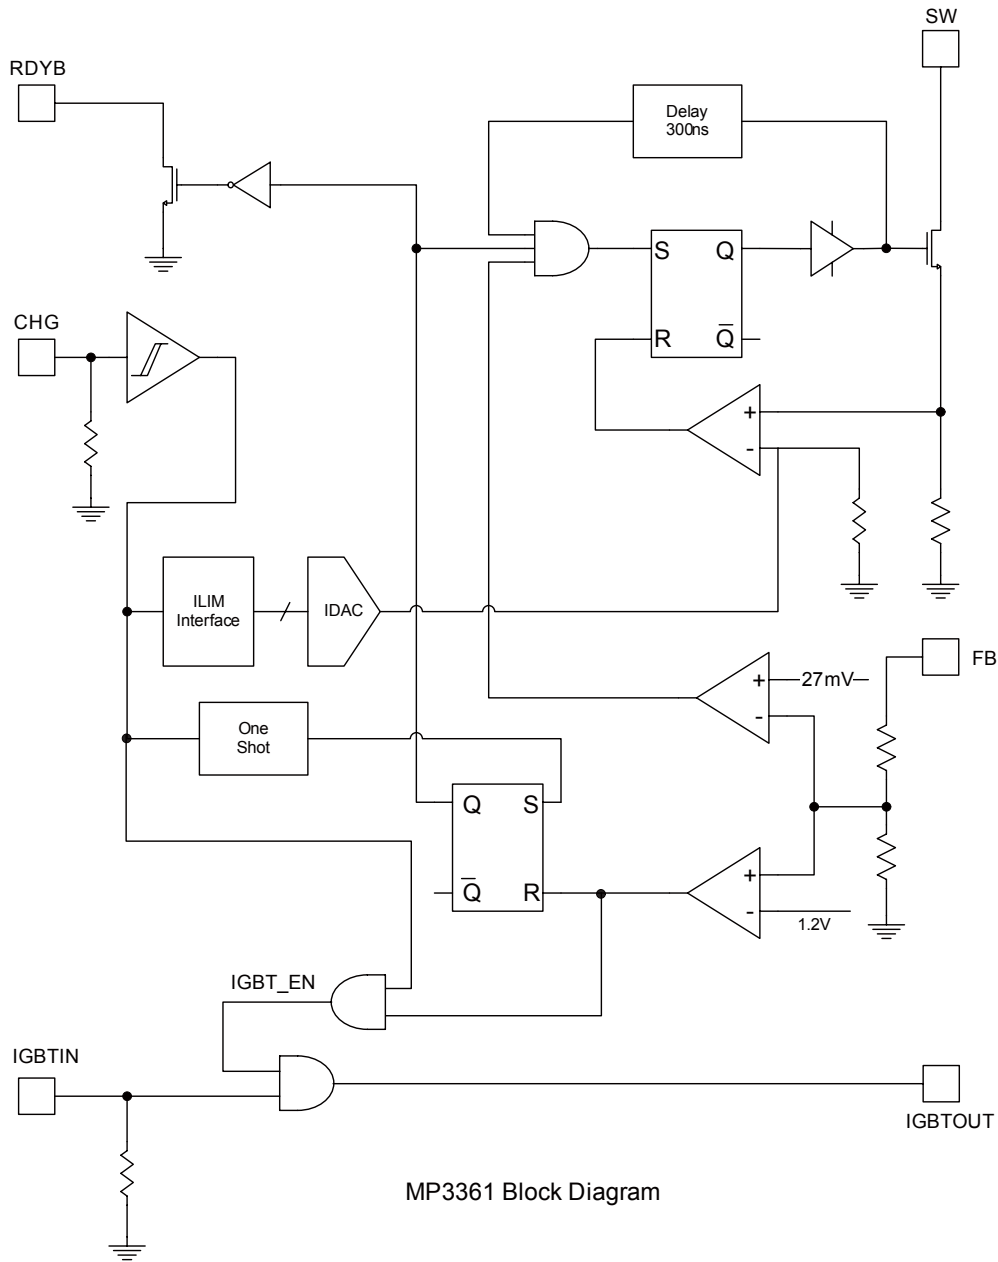 SW
RDYB
Delay
300ns
S Q
R Q̅
CHG
+
-
ILIM
Interface
IDAC
FB
+ 27mV
-
One
Shot
Q S
Q̅ R
+
-
1.2V
IGBT_EN
IGBTIN
IGBTOUT
MP3361 Block Diagram